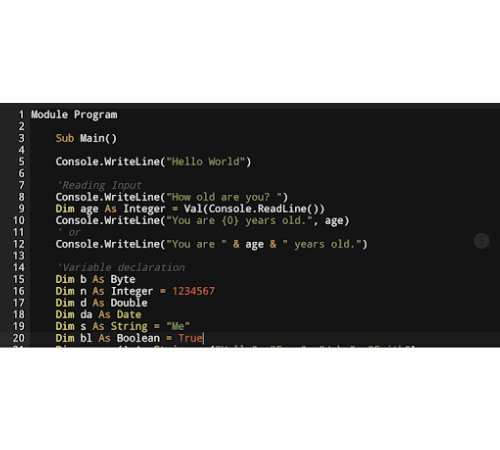 1 Module Program
2
3 Sub Main()
4
5 Console.WriteLine("Hello World")
6
7 'Reading Input
8 Console.WriteLine("How old are you? ")
9 Dim age As Integer = Val(Console.ReadLine())
10 Console.WriteLine("You are {0} years old.", age)
11 ' or
12 Console.WriteLine("You are " & age & " years old.")
13
14 'Variable declaration
15 Dim b As Byte
16 Dim n As Integer = 1234567
17 Dim d As Double
18 Dim da As Date
19 Dim s As String = "Me"
20 Dim bl As Boolean = True